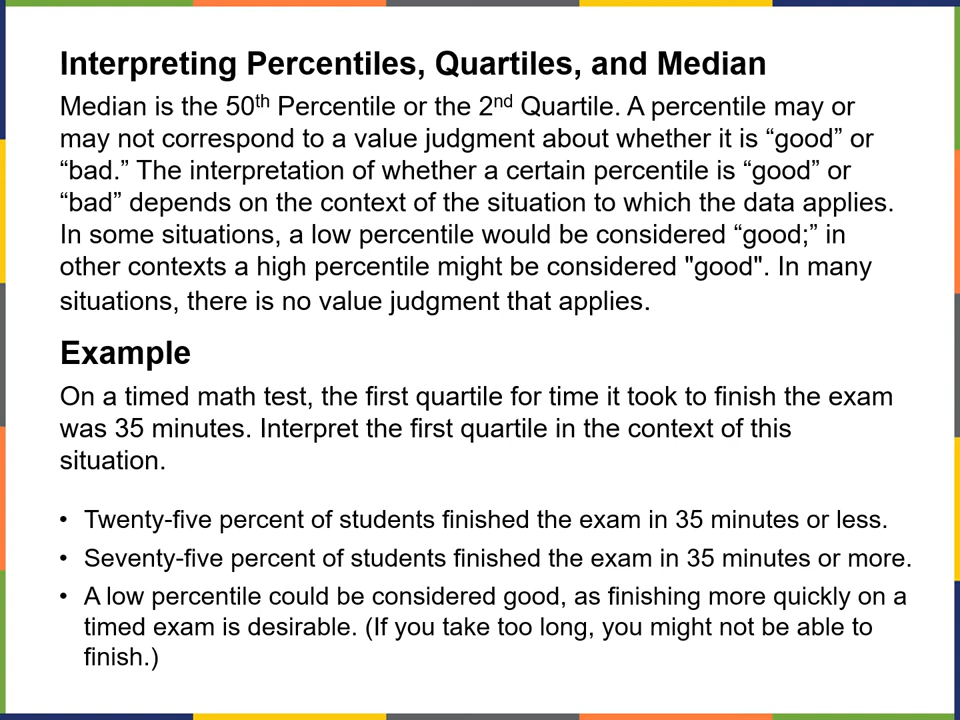 Interpreting Percentiles, Quartiles, and Median
Median is the 50th Percentile or the 2nd Quartile. A percentile may or
may not correspond to a value judgment about whether it is “good” or
“bad.” The interpretation of whether a certain percentile is “good” or
“bad” depends on the context of the situation to which the data applies.
In some situations, a low percentile would be considered “good;” in
other contexts a high percentile might be considered "good". In many
situations, there is no value judgment that applies.
Example
On a timed math test, the first quartile for time it took to finish the exam
was 35 minutes. Interpret the first quartile in the context of this
situation.
• Twenty-five percent of students finished the exam in 35 minutes or less.
• Seventy-five percent of students finished the exam in 35 minutes or more.
• A low percentile could be considered good, as finishing more quickly on a
timed exam is desirable. (If you take too long, you might not be able to
finish.)